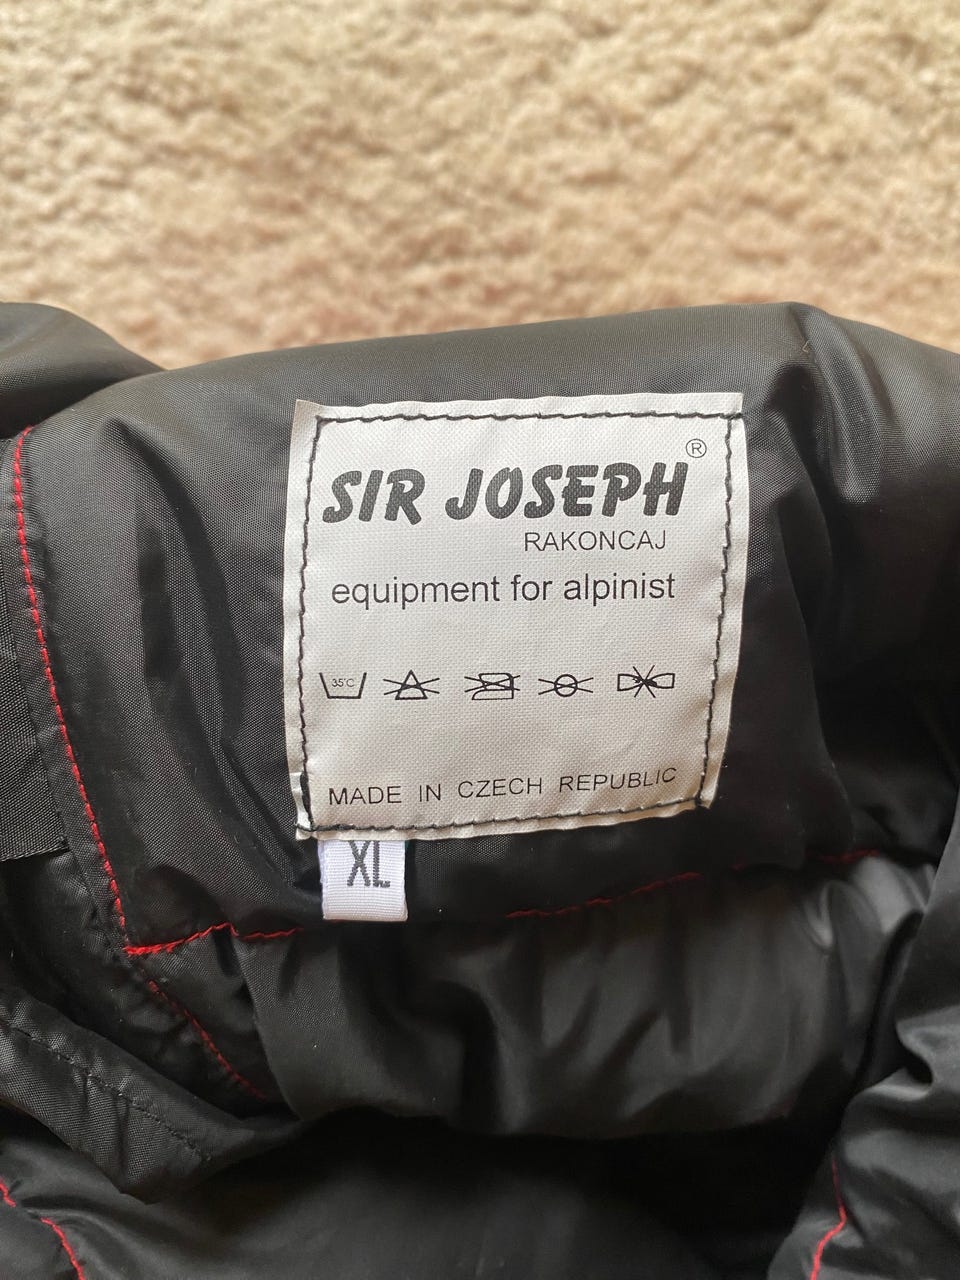 SIR JOSEPH ®
RAKONCAJ
equipment for alpinist
35°C
MADE IN CZECH REPUBLIC
XL